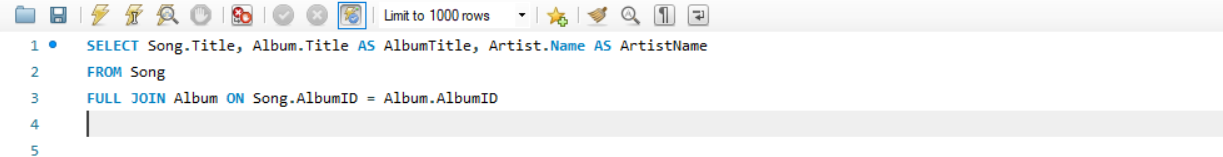 Limit to 1000 rows
1 SELECT Song.Title, Album.Title AS AlbumTitle, Artist.Name AS ArtistName
2 FROM Song
3 FULL JOIN Album ON Song.AlbumID = Album.AlbumID
4
5